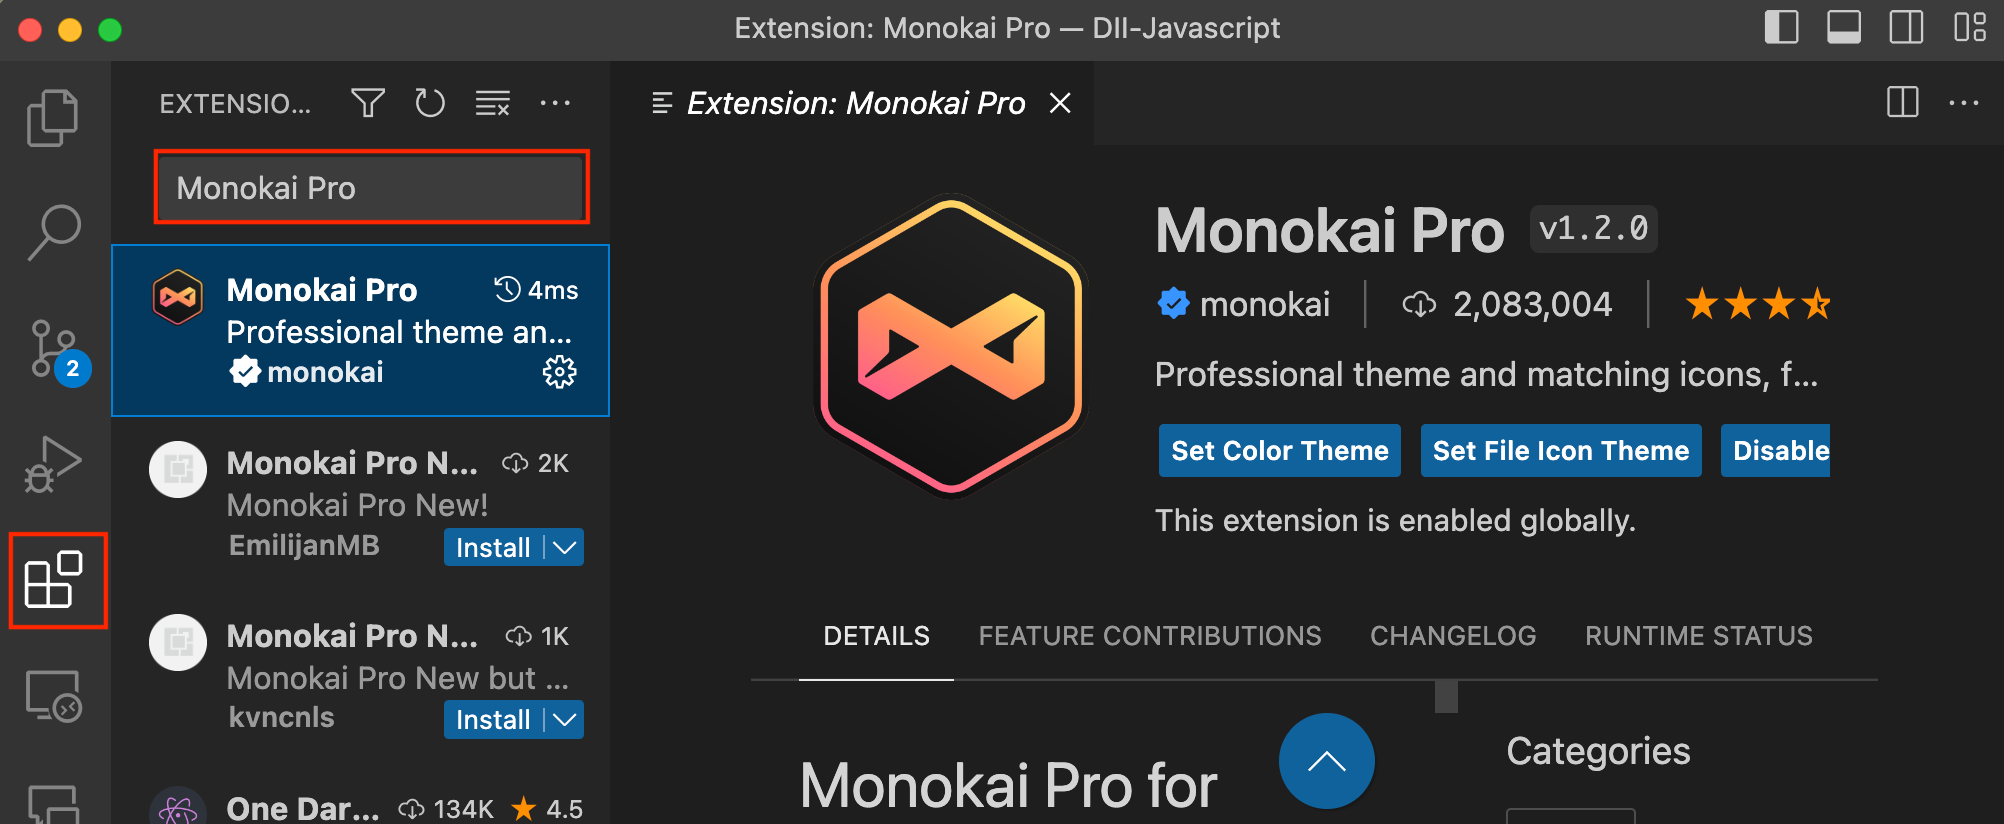 Extension: Monokai Pro — DII-Javascript
EXTENSIO...
Monokai Pro
Monokai Pro 4ms
Professional theme an...
monokai
2
Monokai Pro N... 2K
Monokai Pro New!
EmilijanMB Install
Monokai Pro N... 1K
Monokai Pro New but ...
kvncnls Install
One Dar... 134K 4.5
Extension: Monokai Pro
Monokai Pro v1.2.0
monokai 2,083,004
Professional theme and matching icons, f...
Set Color Theme Set File Icon Theme Disable
This extension is enabled globally.
DETAILS FEATURE CONTRIBUTIONS CHANGELOG RUNTIME STATUS
Monokai Pro for
Categories